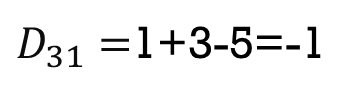 D₃₁ =1+3-5=-1